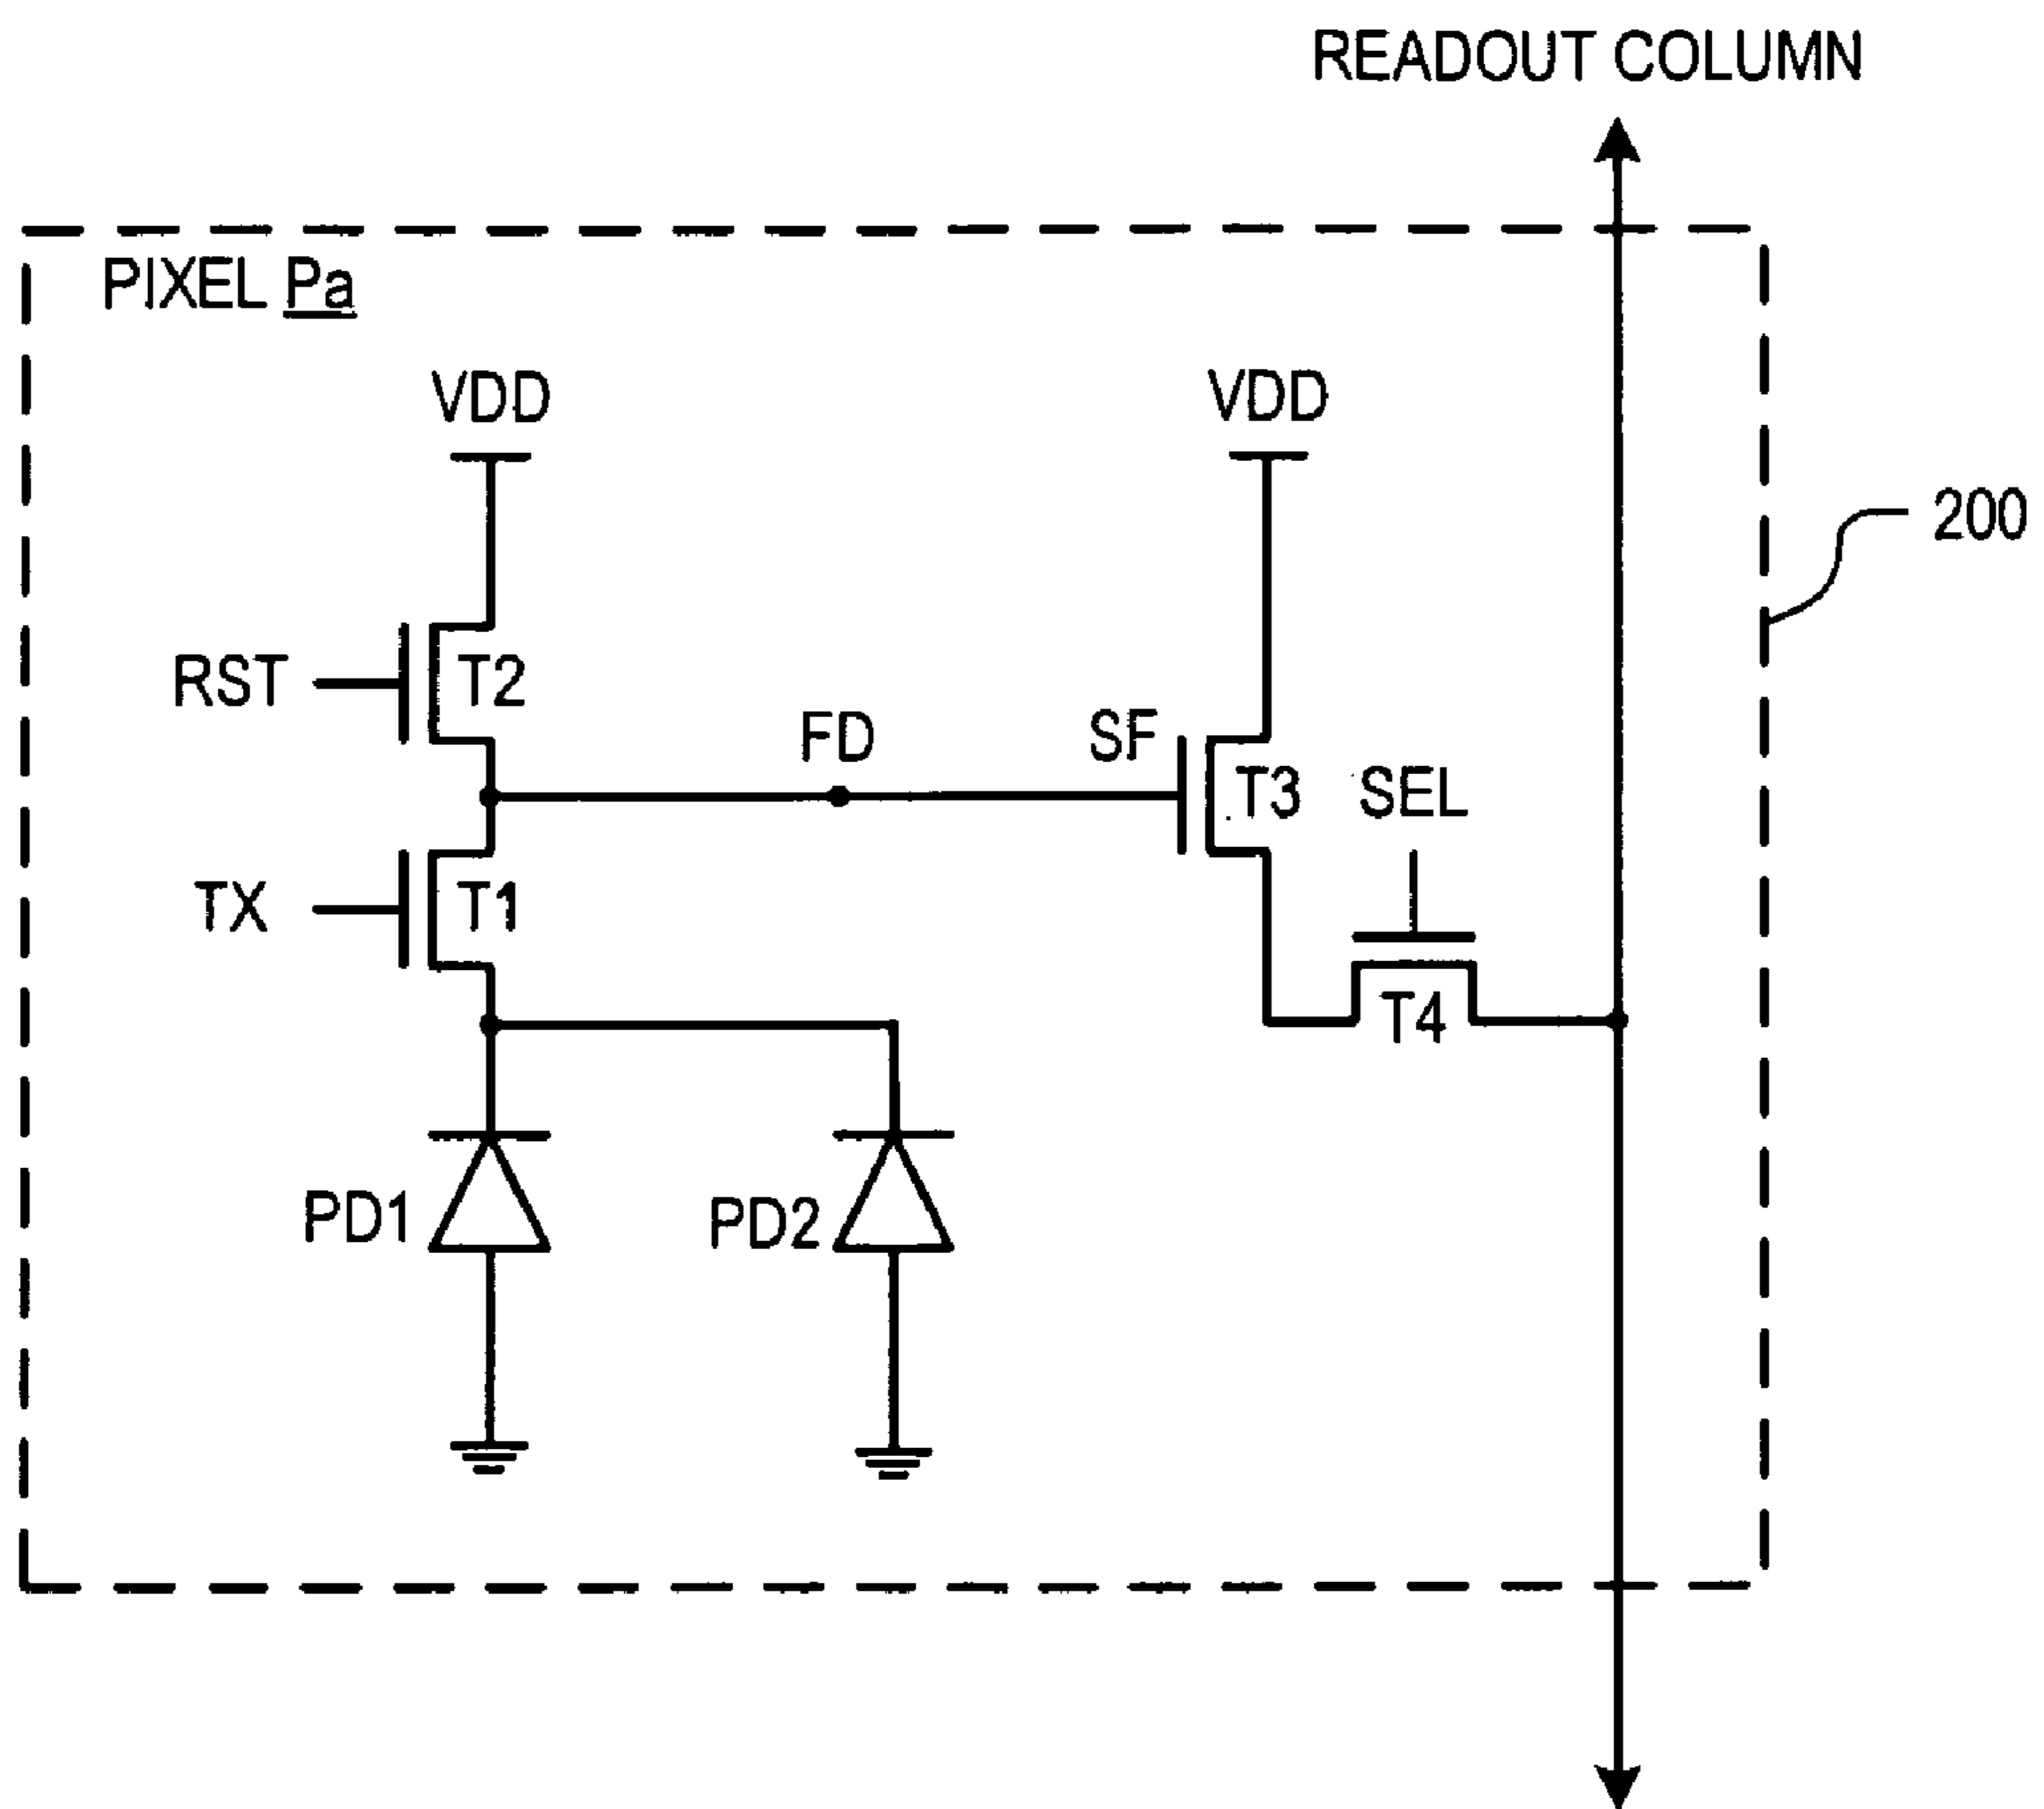 READOUT COLUMN
PIXEL Pa
VDD
VDD
200
RST
T2
FD
SF
T3
SEL
TX
T1
T4
PD1
PD2